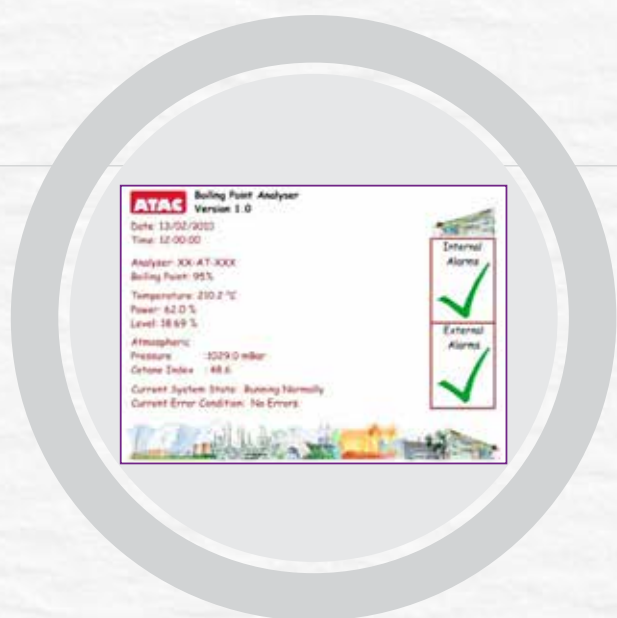 ATAC
Boiling Point Analyser
Version 1.0
Date: 13/02/2013
Time: 12:00:00
Analyser: XX-AT-XXX
Boiling Point: 95%
Temperature: 210.2 °C
Power: 62.0 %
Level: 18.69 %
Atmospheric
Pressure :1029.0 mBar
Cetane Index : 48.6
Current System State: Running Normally
Current Error Condition: No Errors
Internal
Alarms
External
Alarms